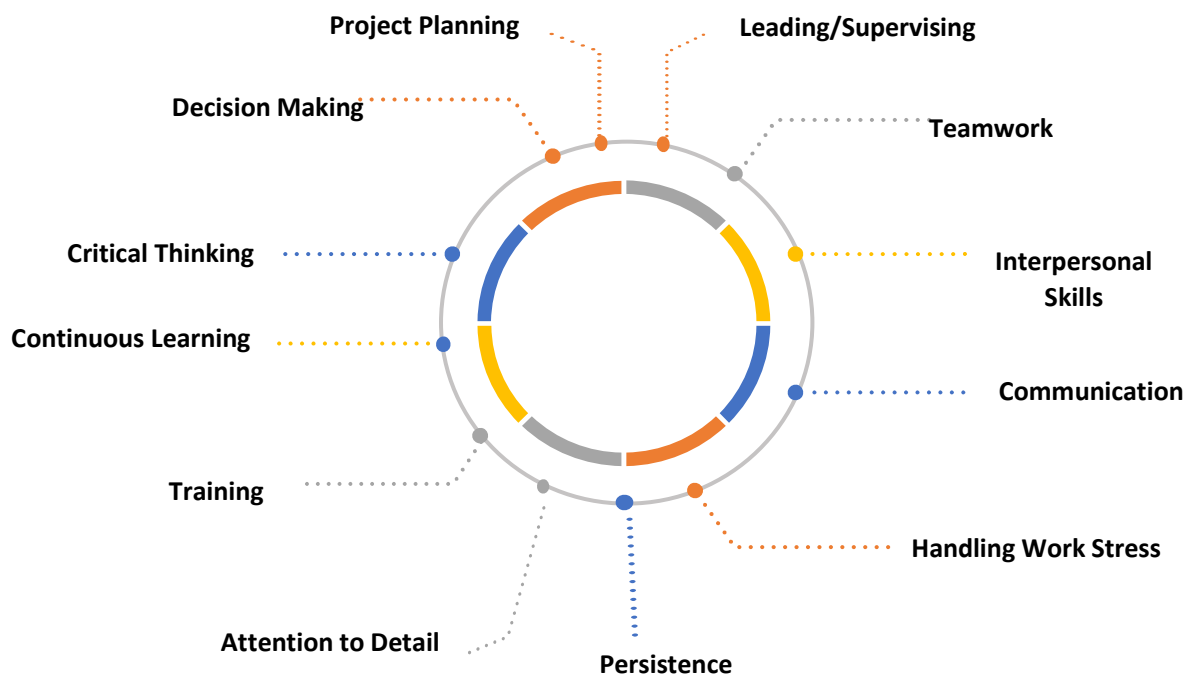 Project Planning
Leading/Supervising
Decision Making
Teamwork
Critical Thinking
Interpersonal
Skills
Continuous Learning
Communication
Training
Handling Work Stress
Attention to Detail
Persistence